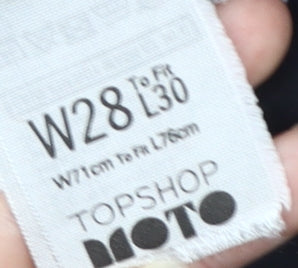 W28 To Fit L30
W71cm To Fit L76cm
TOPSHOP
MOTO